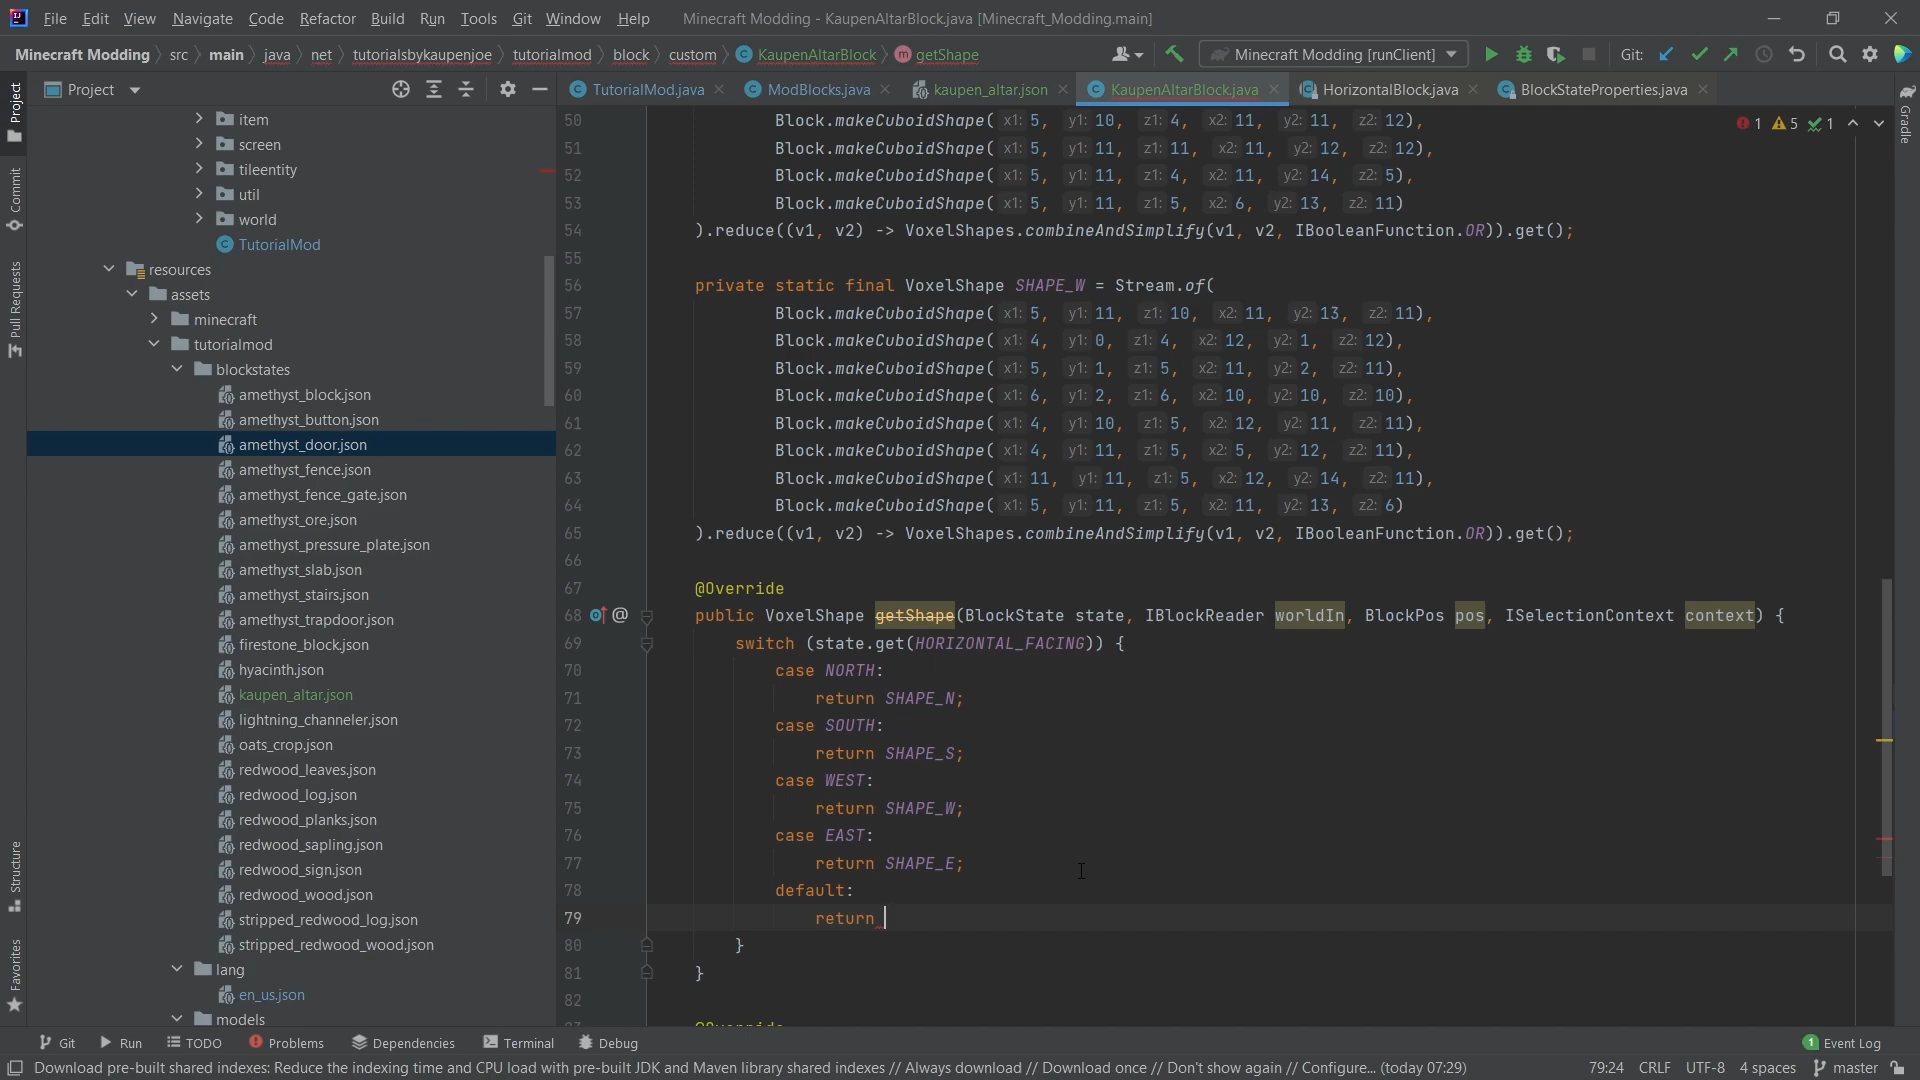 File Edit View Navigate Code Refactor Build Run Tools Git Window Help Minecraft Modding - KaupenAltarBlock.java [Minecraft_Modding.main]
Minecraft Modding src main java net tutorialsbykaupenjoe tutorialmod block custom KaupenAltarBlock getShape Minecraft Modding [runClient] Git:
Project TutorialMod.java ModBlocks.java kaupen_altar.json KaupenAltarBlock.java HorizontalBlock.java BlockStateProperties.java
Project
Commit
Pull Requests
Structure
Favorites
Gradle
item
screen
tileentity
util
world
TutorialMod
resources
assets
minecraft
tutorialmod
blockstates
amethyst_block.json
amethyst_button.json
amethyst_door.json
amethyst_fence.json
amethyst_fence_gate.json
amethyst_ore.json
amethyst_pressure_plate.json
amethyst_slab.json
amethyst_stairs.json
amethyst_trapdoor.json
firestone_block.json
hyacinth.json
kaupen_altar.json
lightning_channeler.json
oats_crop.json
redwood_leaves.json
redwood_log.json
redwood_planks.json
redwood_sapling.json
redwood_sign.json
redwood_wood.json
stripped_redwood_log.json
stripped_redwood_wood.json
lang
en_us.json
models
1 5 1
50 Block.makeCuboidShape( x1: 5, y1: 10, z1: 4, x2: 11, y2: 11, z2: 12),
51 Block.makeCuboidShape( x1: 5, y1: 11, z1: 11, x2: 11, y2: 12, z2: 12),
52 Block.makeCuboidShape( x1: 5, y1: 11, z1: 4, x2: 11, y2: 14, z2: 5),
53 Block.makeCuboidShape( x1: 5, y1: 11, z1: 5, x2: 6, y2: 13, z2: 11)
54 ).reduce((v1, v2) -> VoxelShapes.combineAndSimplify(v1, v2, IBooleanFunction.OR)).get();
55
56 private static final VoxelShape SHAPE_W = Stream.of(
57 Block.makeCuboidShape( x1: 5, y1: 11, z1: 10, x2: 11, y2: 13, z2: 11),
58 Block.makeCuboidShape( x1: 4, y1: 0, z1: 4, x2: 12, y2: 1, z2: 12),
59 Block.makeCuboidShape( x1: 5, y1: 1, z1: 5, x2: 11, y2: 2, z2: 11),
60 Block.makeCuboidShape( x1: 6, y1: 2, z1: 6, x2: 10, y2: 10, z2: 10),
61 Block.makeCuboidShape( x1: 4, y1: 10, z1: 5, x2: 12, y2: 11, z2: 11),
62 Block.makeCuboidShape( x1: 4, y1: 11, z1: 5, x2: 5, y2: 12, z2: 11),
63 Block.makeCuboidShape( x1: 11, y1: 11, z1: 5, x2: 12, y2: 14, z2: 11),
64 Block.makeCuboidShape( x1: 5, y1: 11, z1: 5, x2: 11, y2: 13, z2: 6)
65 ).reduce((v1, v2) -> VoxelShapes.combineAndSimplify(v1, v2, IBooleanFunction.OR)).get();
66
67 @Override
68 public VoxelShape getShape(BlockState state, IBlockReader worldIn, BlockPos pos, ISelectionContext context) {
69 switch (state.get(HORIZONTAL_FACING)) {
70 case NORTH:
71 return SHAPE_N;
72 case SOUTH:
73 return SHAPE_S;
74 case WEST:
75 return SHAPE_W;
76 case EAST:
77 return SHAPE_E;
78 default:
79 return
80 }
81 }
82
@Override
Git Run TODO Problems Dependencies Terminal Debug 1 Event Log
Download pre-built shared indexes: Reduce the indexing time and CPU load with pre-built JDK and Maven library shared indexes // Always download // Download once // Don't show again // Configure... (today 07:29) 79:24 CRLF UTF-8 4 spaces master